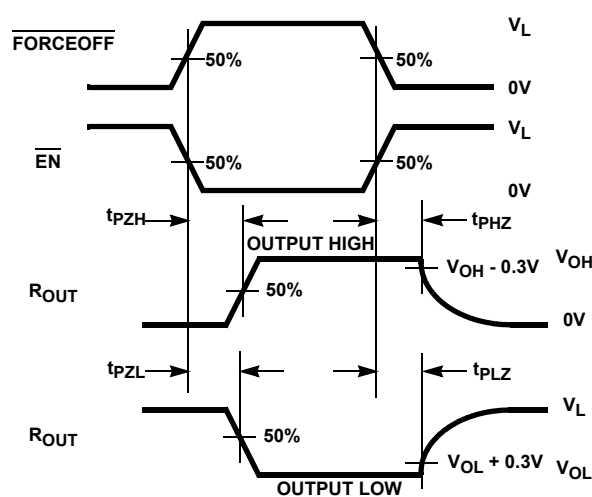 FORCEOFF
V_L
50%
50%
0V
V_L
EN
50%
50%
0V
t_PZH
t_PHZ
OUTPUT HIGH
V_OH - 0.3V
V_OH
R_OUT
50%
0V
t_PZL
t_PLZ
V_L
R_OUT
50%
V_OL + 0.3V
V_OL
OUTPUT LOW